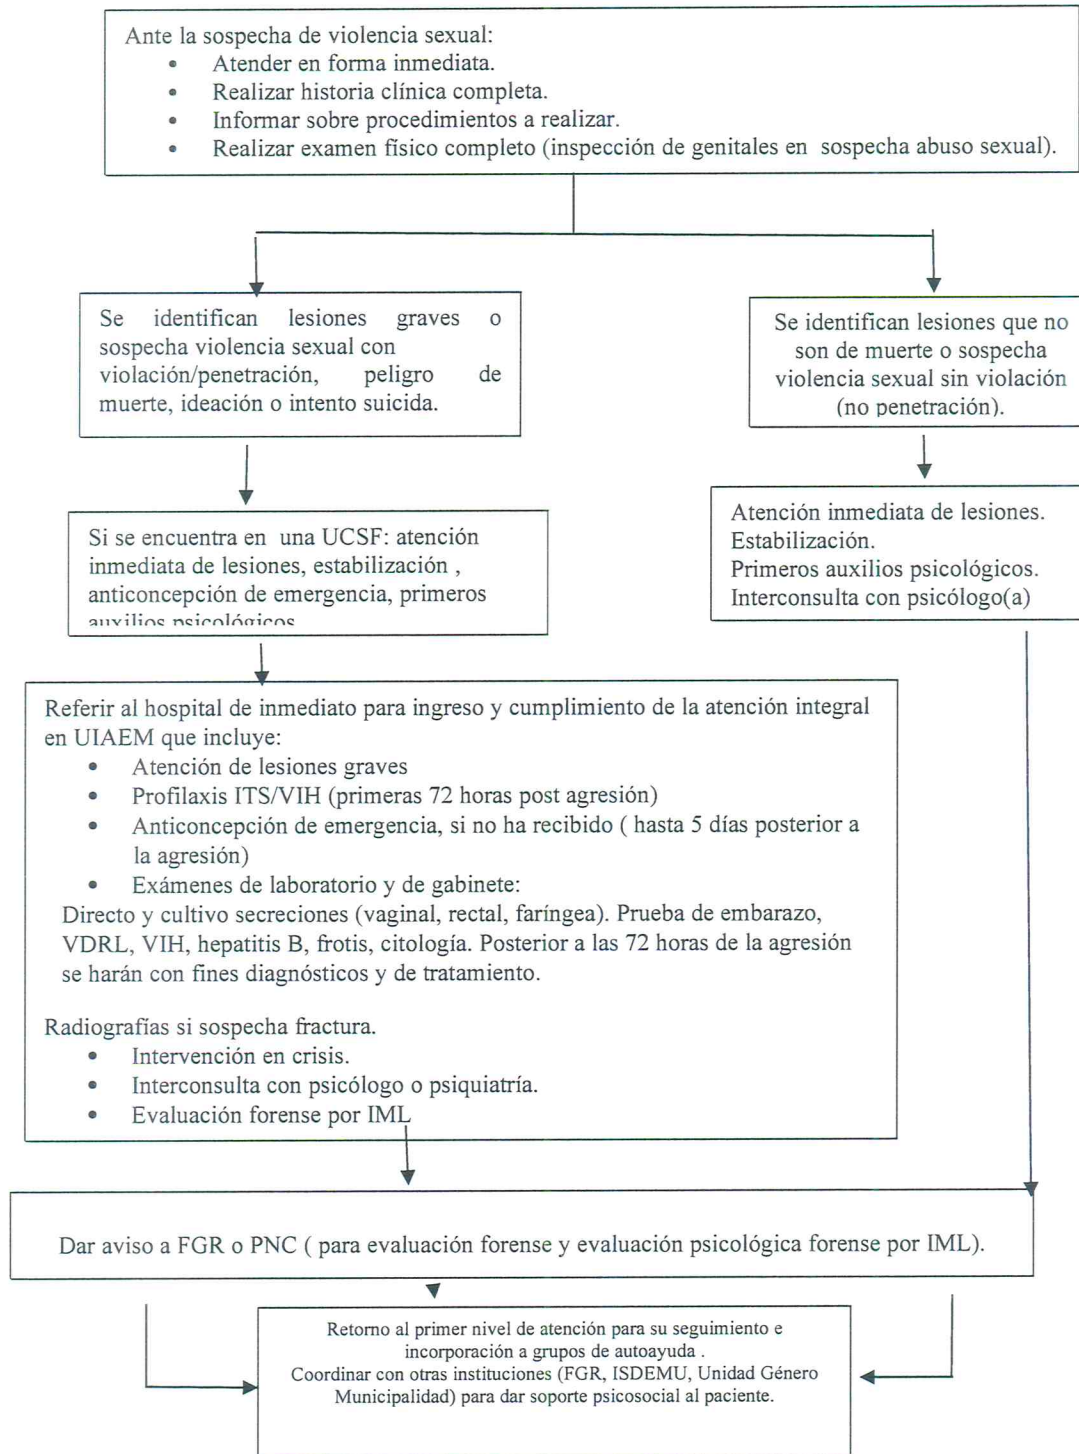 Ante la sospecha de violencia sexual:
• Atender en forma inmediata.
• Realizar historia clínica completa.
• Informar sobre procedimientos a realizar.
• Realizar examen físico completo (inspección de genitales en sospecha abuso sexual).
Se identifican lesiones graves o
sospecha violencia sexual con
violación/penetración, peligro de
muerte, ideación o intento suicida.
Se identifican lesiones que no
son de muerte o sospecha
violencia sexual sin violación
(no penetración).
Si se encuentra en una UCSF: atención
inmediata de lesiones, estabilización ,
anticoncepción de emergencia, primeros
auxilios psicológicos
Atención inmediata de lesiones.
Estabilización.
Primeros auxilios psicológicos.
Interconsulta con psicólogo(a)
Referir al hospital de inmediato para ingreso y cumplimiento de la atención integral
en UIAEM que incluye:
• Atención de lesiones graves
• Profilaxis ITS/VIH (primeras 72 horas post agresión)
• Anticoncepción de emergencia, si no ha recibido ( hasta 5 días posterior a
la agresión)
• Exámenes de laboratorio y de gabinete:
Directo y cultivo secreciones (vaginal, rectal, faríngea). Prueba de embarazo,
VDRL, VIH, hepatitis B, frotis, citología. Posterior a las 72 horas de la agresión
se harán con fines diagnósticos y de tratamiento.
Radiografías si sospecha fractura.
• Intervención en crisis.
• Interconsulta con psicólogo o psiquiatría.
• Evaluación forense por IML
Dar aviso a FGR o PNC ( para evaluación forense y evaluación psicológica forense por IML).
Retorno al primer nivel de atención para su seguimiento e
incorporación a grupos de autoayuda .
Coordinar con otras instituciones (FGR, ISDEMU, Unidad Género
Municipalidad) para dar soporte psicosocial al paciente.